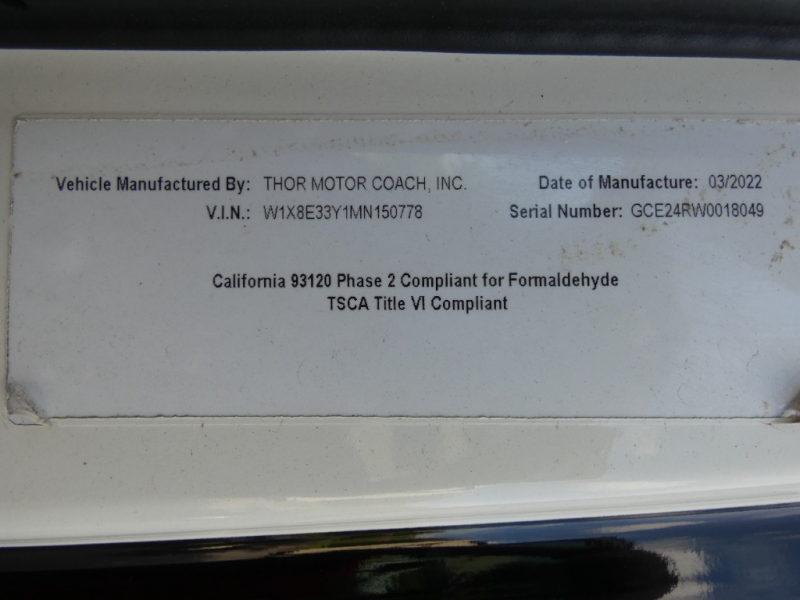 Vehicle Manufactured By: THOR MOTOR COACH, INC. Date of Manufacture: 03/2022
V.I.N.: W1X8E33Y1MN150778 Serial Number: GCE24RW0018049
California 93120 Phase 2 Compliant for Formaldehyde
TSCA Title VI Compliant